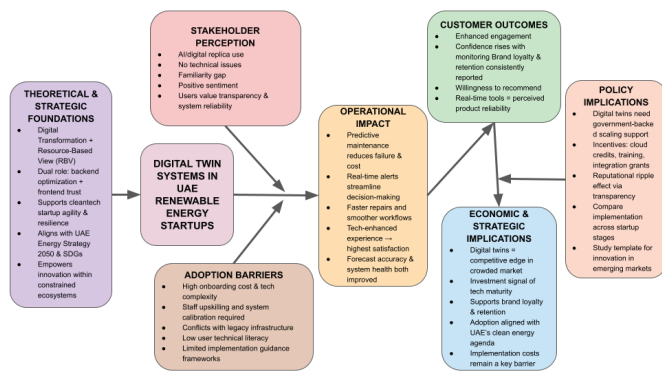 THEORETICAL &
STRATEGIC
FOUNDATIONS
Digital
Transformation +
Resource-Based
View (RBV)
Dual role: backend
optimization +
frontend trust
Supports cleantech
startup agility &
resilience
Aligns with UAE
Energy Strategy
2050 & SDGs
Empowers
innovation within
constrained
ecosystems
STAKEHOLDER
PERCEPTION
AI/digital replica use
No technical issues
Familiarity gap
Positive sentiment
Users value transparency &
system reliability
DIGITAL TWIN
SYSTEMS IN
UAE
RENEWABLE
ENERGY
STARTUPS
ADOPTION BARRIERS
High onboarding cost & tech
complexity
Staff upskilling and system
calibration required
Conflicts with legacy infrastructure
Low user technical literacy
Limited implementation guidance
frameworks
OPERATIONAL
IMPACT
Predictive
maintenance
reduces failure &
cost
Real-time alerts
streamline
decision-making
Faster repairs and
smoother workflows
Tech-enhanced
experience →
highest satisfaction
Forecast accuracy &
system health both
improved
CUSTOMER OUTCOMES
Enhanced engagement
Confidence rises with
monitoring Brand loyalty &
retention consistently
reported
Willingness to recommend
Real-time tools = perceived
product reliability
ECONOMIC &
STRATEGIC
IMPLICATIONS
Digital twins =
competitive edge in
crowded market
Investment signal of
tech maturity
Supports brand loyalty
& retention
Adoption aligned with
UAE's clean energy
agenda
Implementation costs
remain a key barrier
POLICY
IMPLICATIONS
Digital twins need
government-backe
d scaling support
Incentives: cloud
credits, training,
integration grants
Reputational ripple
effect via
transparency
Compare
implementation
across startup
stages
Study template for
innovation in
emerging markets